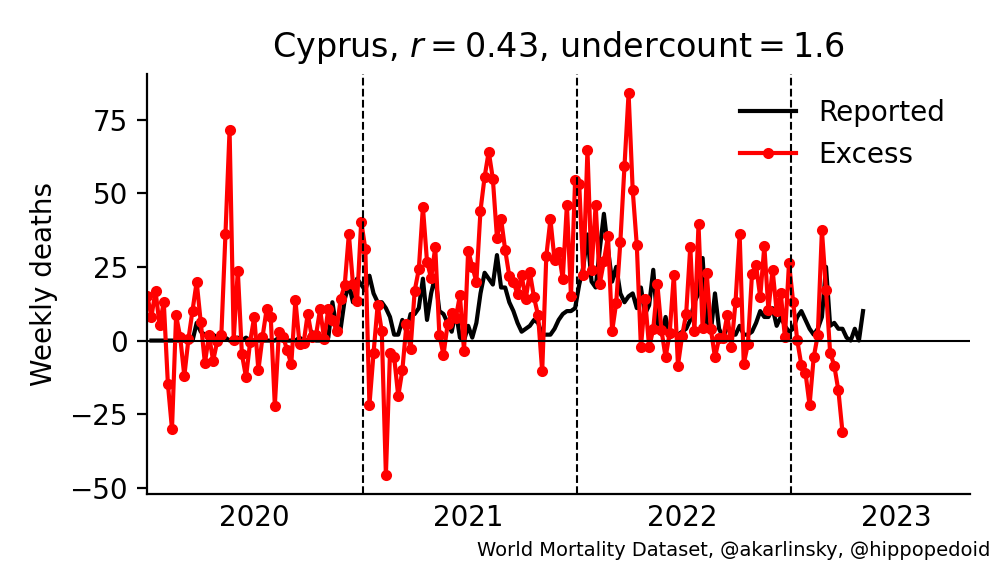 Cyprus, r = 0.43, undercount = 1.6
Reported
Excess
Weekly deaths
75
50
25
0
−25
−50
2020 2021 2022 2023
World Mortality Dataset, @akarlinsky, @hippopedoid